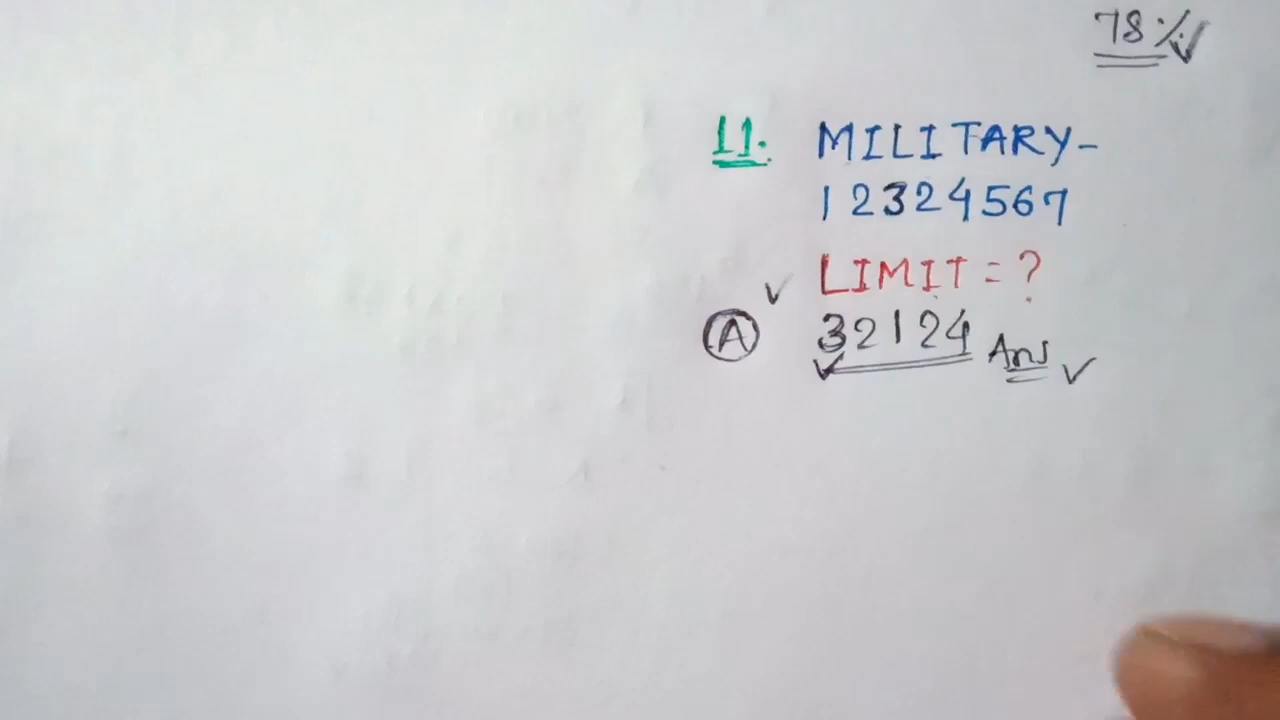 78%
11. MILITARY-
12324567
LIMIT = ?
A 32124 Ans